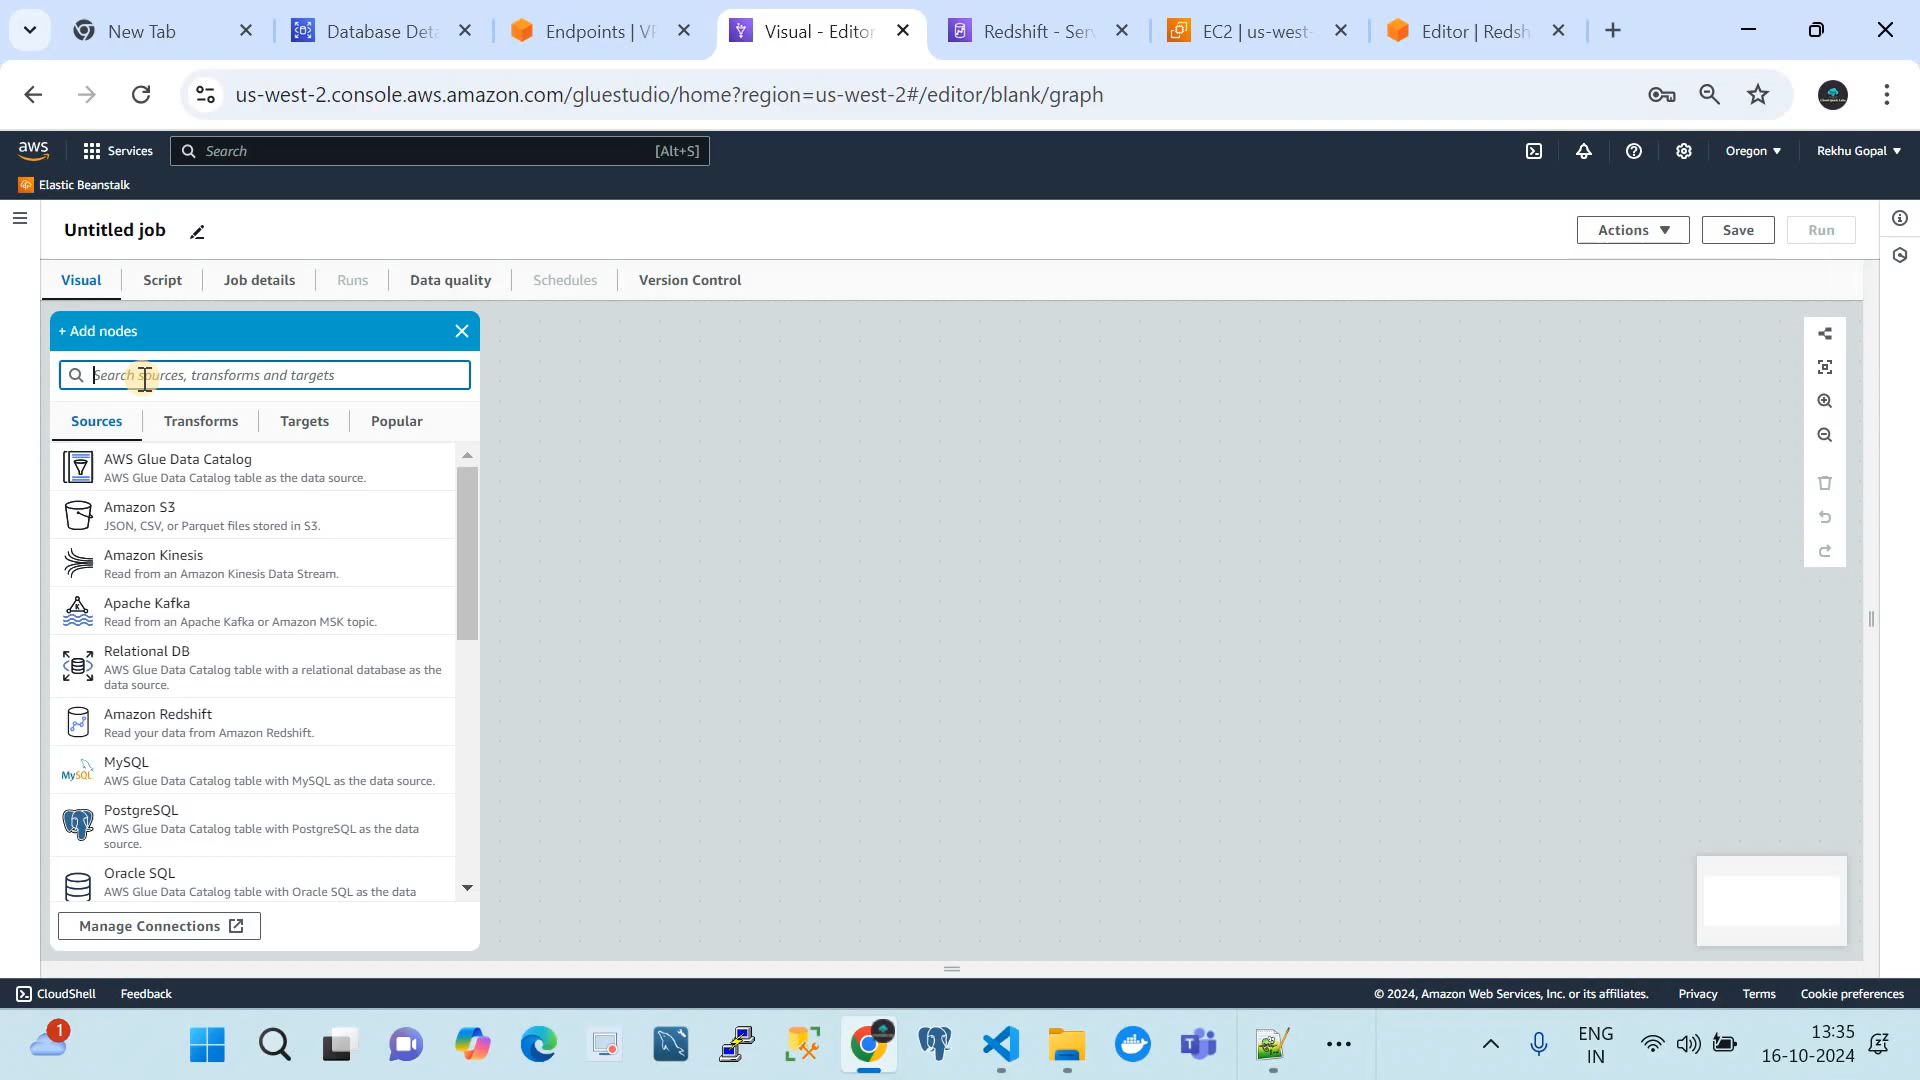 New Tab
Database Deta
Endpoints | VP
Visual - Editor
Redshift - Serv
EC2 | us-west-
Editor | Redsh
us-west-2.console.aws.amazon.com/gluestudio/home?region=us-west-2#/editor/blank/graph
aws
Services
Search
[Alt+S]
Oregon
Rekhu Gopal
Elastic Beanstalk
Untitled job
Actions
Save
Run
Visual
Script
Job details
Runs
Data quality
Schedules
Version Control
+ Add nodes
Search sources, transforms and targets
Sources
Transforms
Targets
Popular
AWS Glue Data Catalog
AWS Glue Data Catalog table as the data source.
Amazon S3
JSON, CSV, or Parquet files stored in S3.
Amazon Kinesis
Read from an Amazon Kinesis Data Stream.
Apache Kafka
Read from an Apache Kafka or Amazon MSK topic.
Relational DB
AWS Glue Data Catalog table with a relational database as the
data source.
Amazon Redshift
Read your data from Amazon Redshift.
MySQL
MySQL
AWS Glue Data Catalog table with MySQL as the data source.
PostgreSQL
AWS Glue Data Catalog table with PostgreSQL as the data
source.
Oracle SQL
AWS Glue Data Catalog table with Oracle SQL as the data
Manage Connections
CloudShell
Feedback
© 2024, Amazon Web Services, Inc. or its affiliates.
Privacy
Terms
Cookie preferences
1
ENG
IN
13:35
16-10-2024